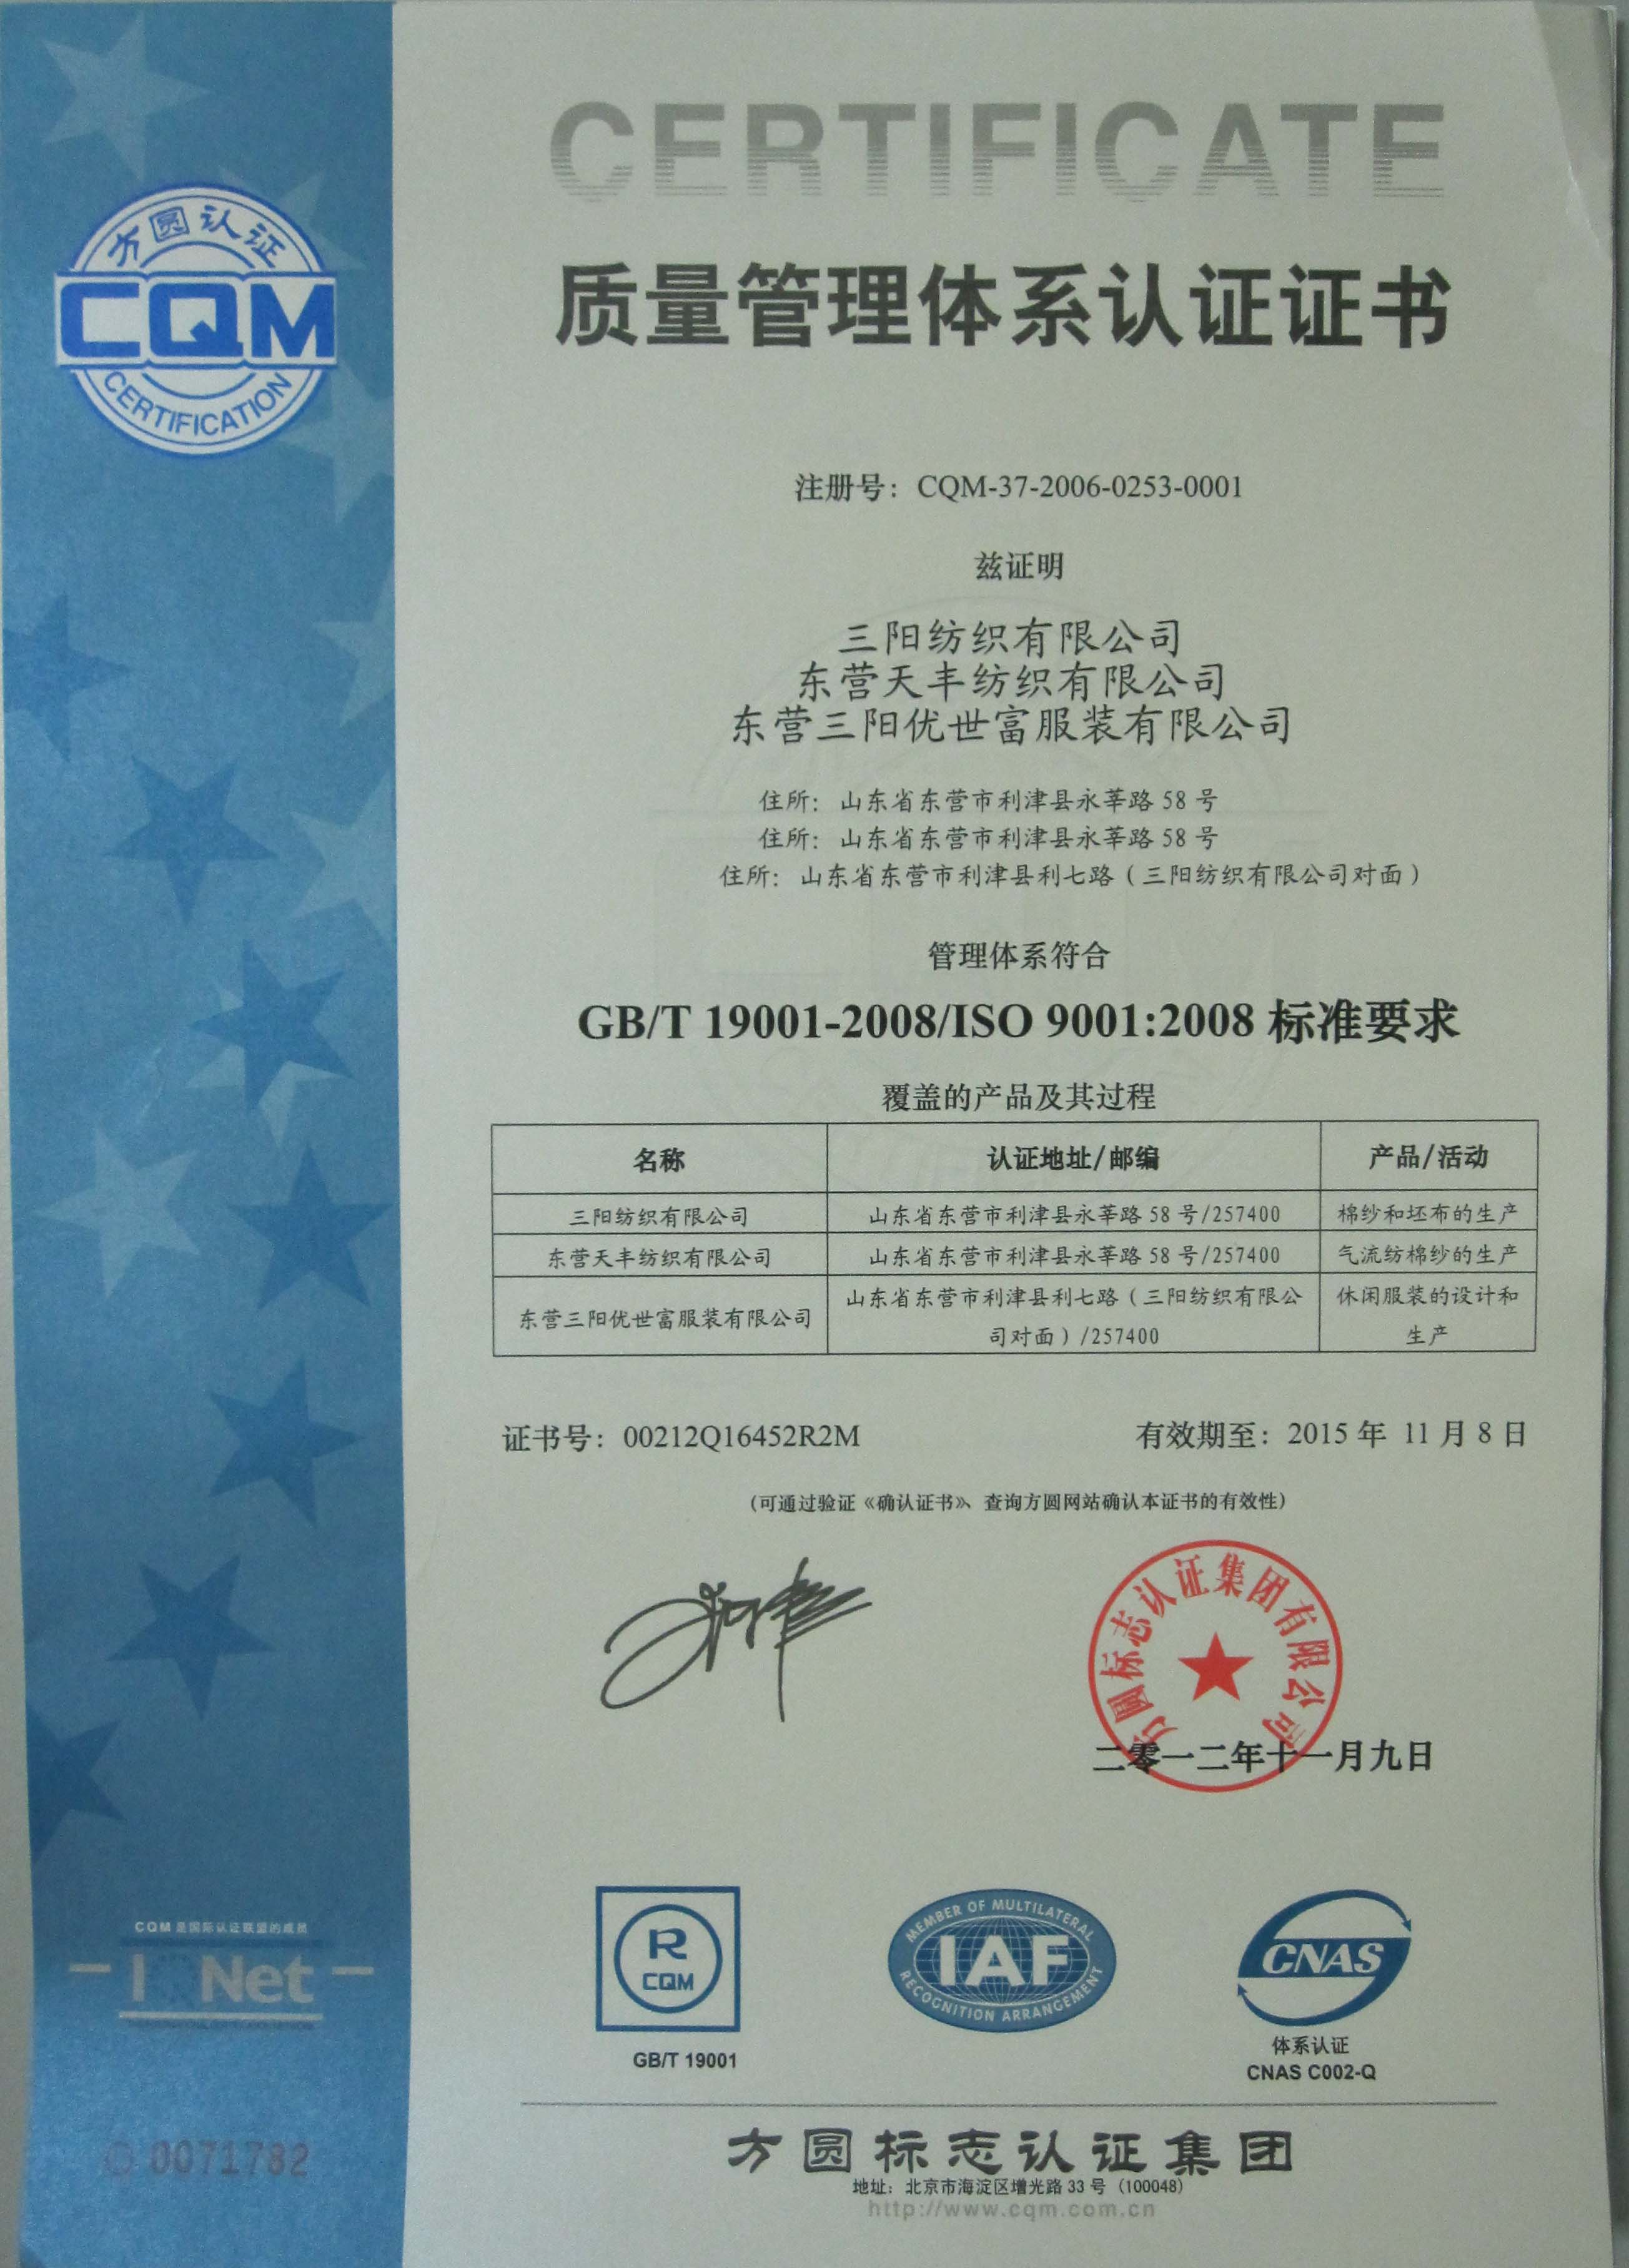 CERTIFICATE
方圆认证
CQM
CERTIFICATION
质量管理体系认证证书
注册号：CQM-37-2006-0253-0001
兹证明
三阳纺织有限公司
东营天丰纺织有限公司
东营三阳优世富服装有限公司
住所：山东省东营市利津县永莘路 58 号
住所：山东省东营市利津县永莘路 58 号
住所：山东省东营市利津县利七路（三阳纺织有限公司对面）
管理体系符合
GB/T 19001-2008/ISO 9001:2008 标准要求
覆盖的产品及其过程
名称 认证地址/邮编 产品/活动
三阳纺织有限公司 山东省东营市利津县永莘路 58 号/257400 棉纱和坯布的生产
东营天丰纺织有限公司 山东省东营市利津县永莘路 58 号/257400 气流纺棉纱的生产
东营三阳优世富服装有限公司 山东省东营市利津县利七路（三阳纺织有限公
司对面）/257400 休闲服装的设计和
生产
证书号：00212Q16452R2M 有效期至：2015 年 11 月 8 日
(可通过验证《确认证书》、查询方圆网站确认本证书的有效性)
方圆标志认证集团有限公司
二零一二年十一月九日
CQM 是国际认证联盟的成员
IQNet
R
CQM
GB/T 19001
MEMBER OF MULTILATERAL
IAF
RECOGNITION ARRANGEMENT
CNAS
体系认证
CNAS C002-Q
0071782
方圆标志认证集团
地址：北京市海淀区增光路 33 号 (100048)
http://www.cqm.com.cn